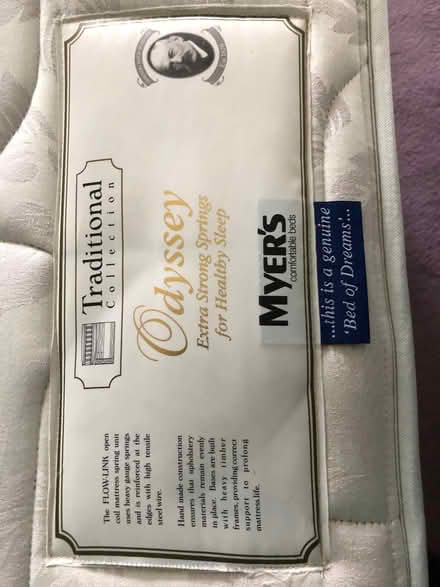 Traditional
Collection
Odyssey
Extra Strong Springs
for Healthy Sleep
MYER'S
comfortable beds
...this is a genuine
'Bed of Dreams'...
The FLOW-LINK open
coil mattress spring unit
uses heavy gauge springs
and is reinforced at the
edges with high tensile
steel wire.
Hand made construction
ensures that upholstery
materials remain evenly
in place. Bases are built
with heavy timber
frames, providing correct
support to prolong
mattress life.